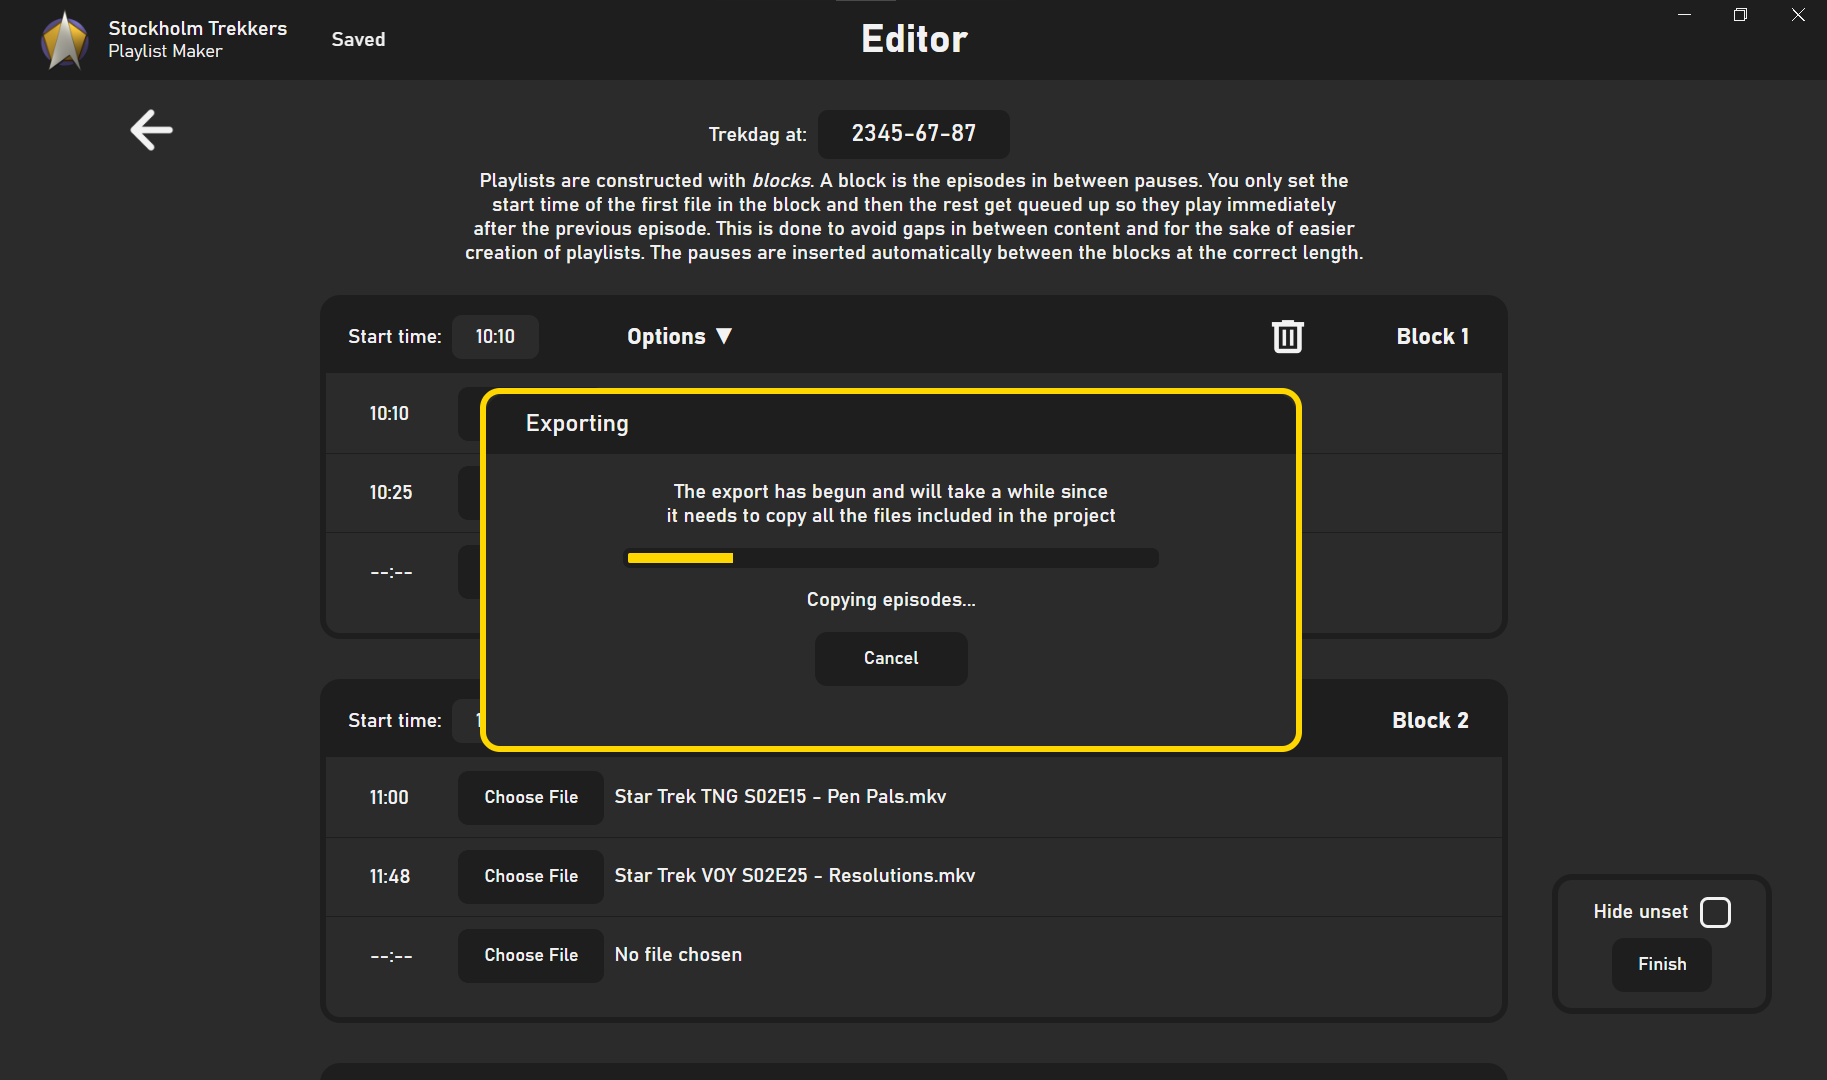 Stockholm Trekkers
Playlist Maker
Saved
Editor
Trekdag at: 2345-67-87
Playlists are constructed with blocks. A block is the episodes in between pauses. You only set the
start time of the first file in the block and then the rest get queued up so they play immediately
after the previous episode. This is done to avoid gaps in between content and for the sake of easier
creation of playlists. The pauses are inserted automatically between the blocks at the correct length.
Start time: 10:10 Options ▼ Block 1
10:10
10:25
--:--
Exporting
The export has begun and will take a while since
it needs to copy all the files included in the project
Copying episodes...
Cancel
Start time: Block 2
11:00 Choose File Star Trek TNG S02E15 - Pen Pals.mkv
11:48 Choose File Star Trek VOY S02E25 - Resolutions.mkv
--:-- Choose File No file chosen
Hide unset
Finish